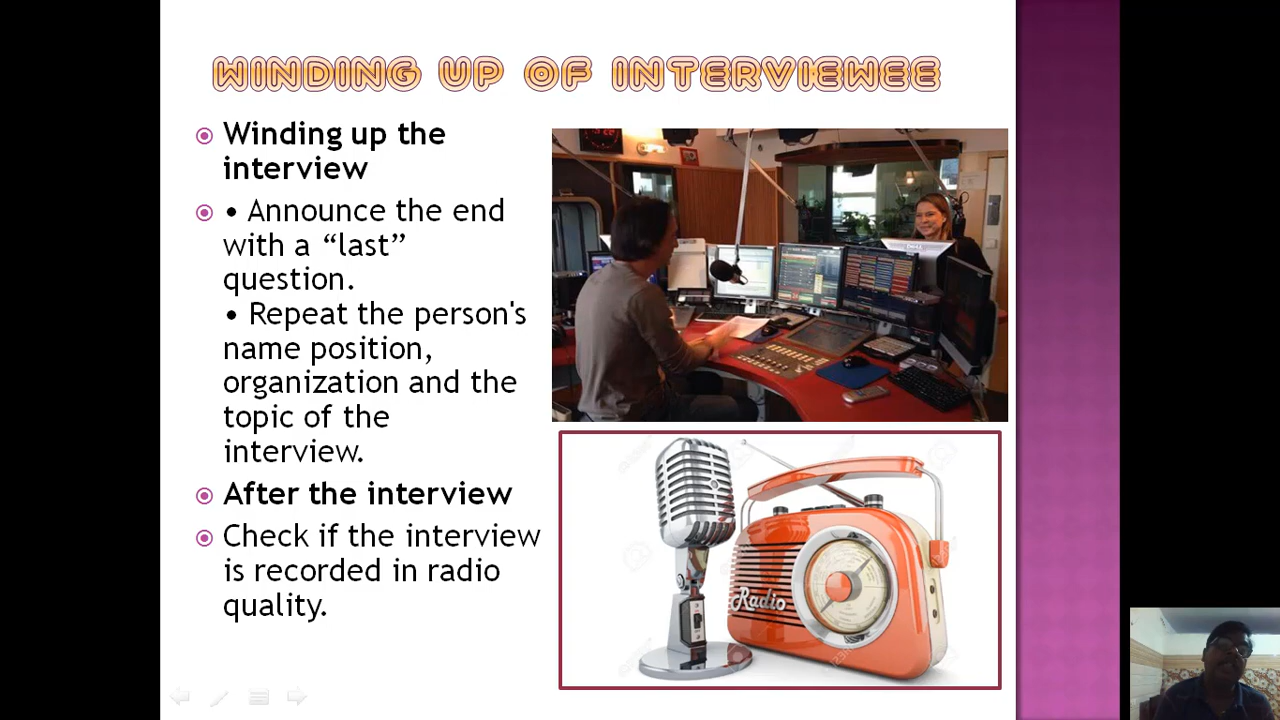 WINDING UP OF INTERVIEWEE
Winding up the
interview
• Announce the end
with a “last”
question.
• Repeat the person's
name position,
organization and the
topic of the
interview.
After the interview
Check if the interview
is recorded in radio
quality.
Radio